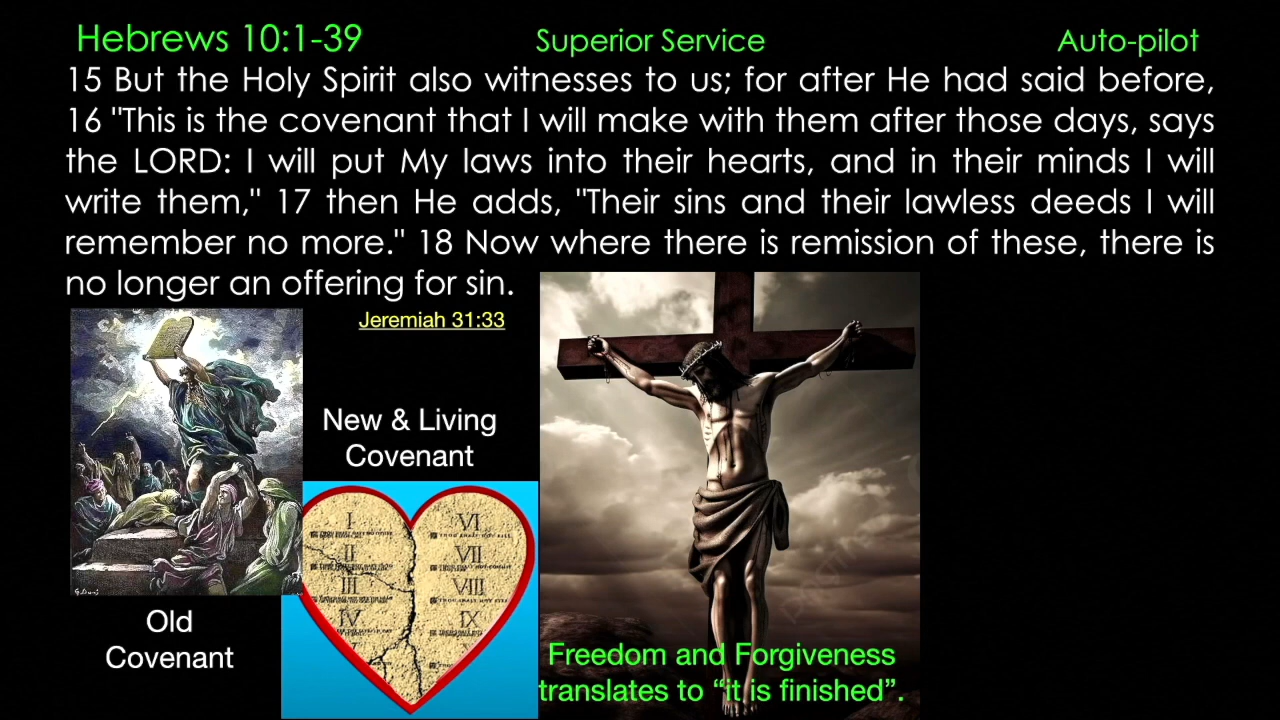 Hebrews 10:1-39 Superior Service Auto-pilot
15 But the Holy Spirit also witnesses to us; for after He had said before,
16 "This is the covenant that I will make with them after those days, says
the LORD: I will put My laws into their hearts, and in their minds I will
write them," 17 then He adds, "Their sins and their lawless deeds I will
remember no more." 18 Now where there is remission of these, there is
no longer an offering for sin.
Jeremiah 31:33
New & Living
Covenant
I VI
II VII
III VIII
IV IX
Old
Covenant
Freedom and Forgiveness
translates to “it is finished”.